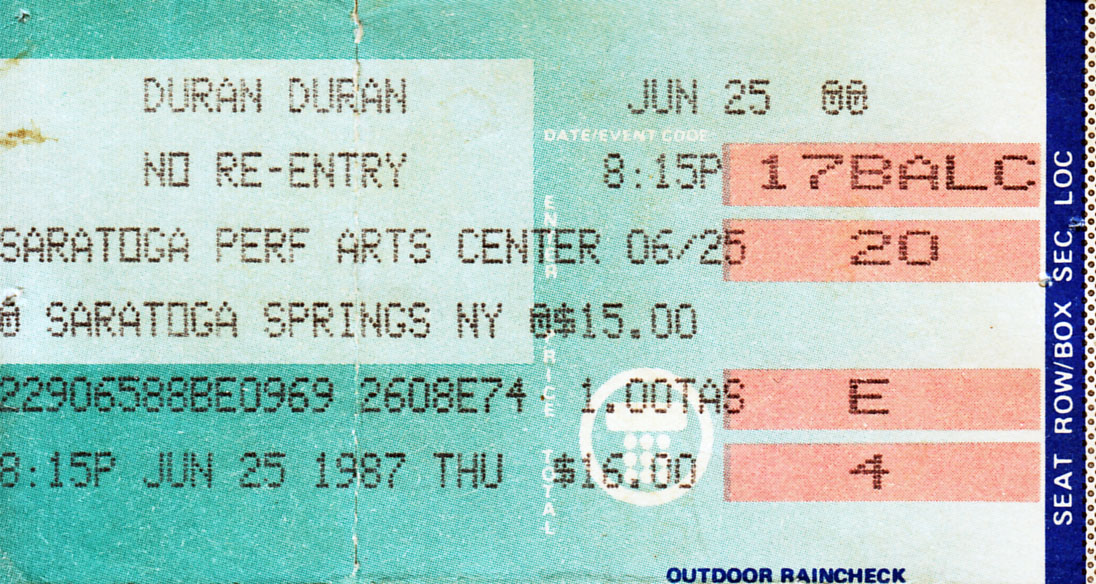 DURAN DURAN JUN 25 00
DATE/EVENT CODE
NO RE-ENTRY 8:15P 17BALC
SARATOGA PERF ARTS CENTER 06/25 20
@ SARATOGA SPRINGS NY @$15.00
22906588BE0969 2608E74 1.00TAS E
8:15P JUN 25 1987 THU $16.00 4
ENTER
PRICE
TOTAL
SEAT ROW/BOX SEC. LOC
OUTDOOR RAINCHECK